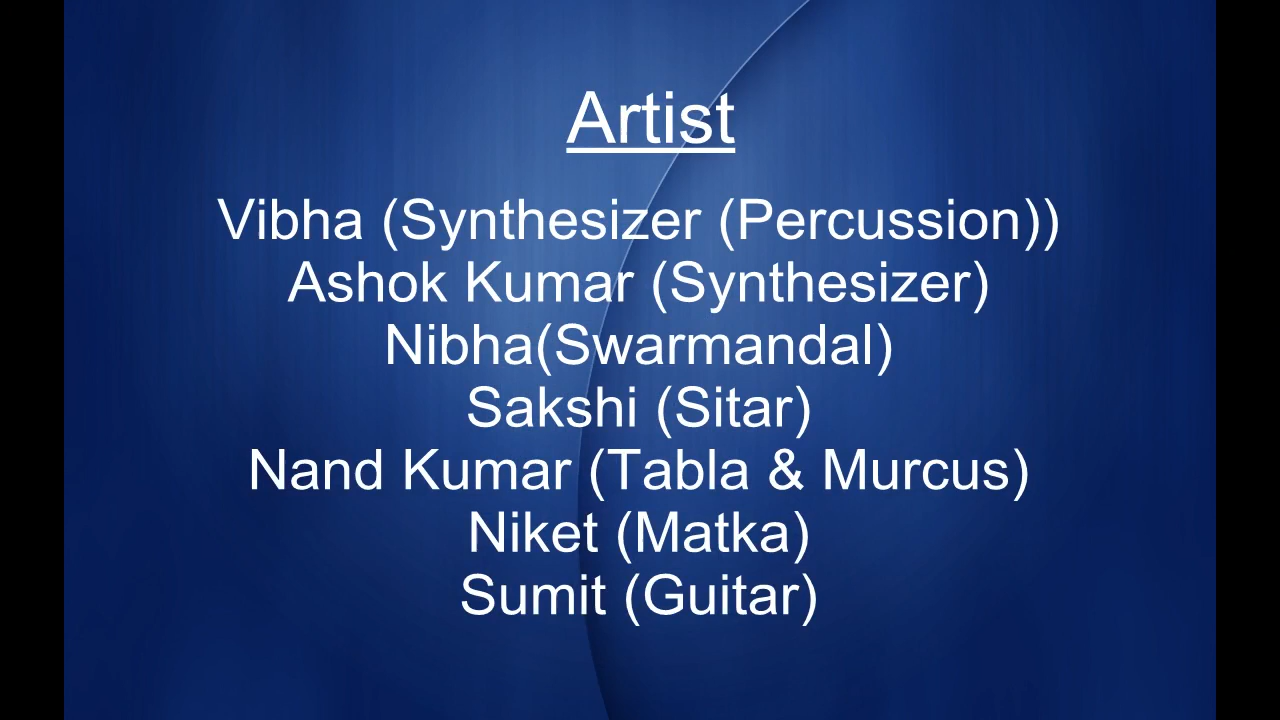 Artist
Vibha (Synthesizer (Percussion))
Ashok Kumar (Synthesizer)
Nibha(Swarmandal)
Sakshi (Sitar)
Nand Kumar (Tabla & Murcus)
Niket (Matka)
Sumit (Guitar)